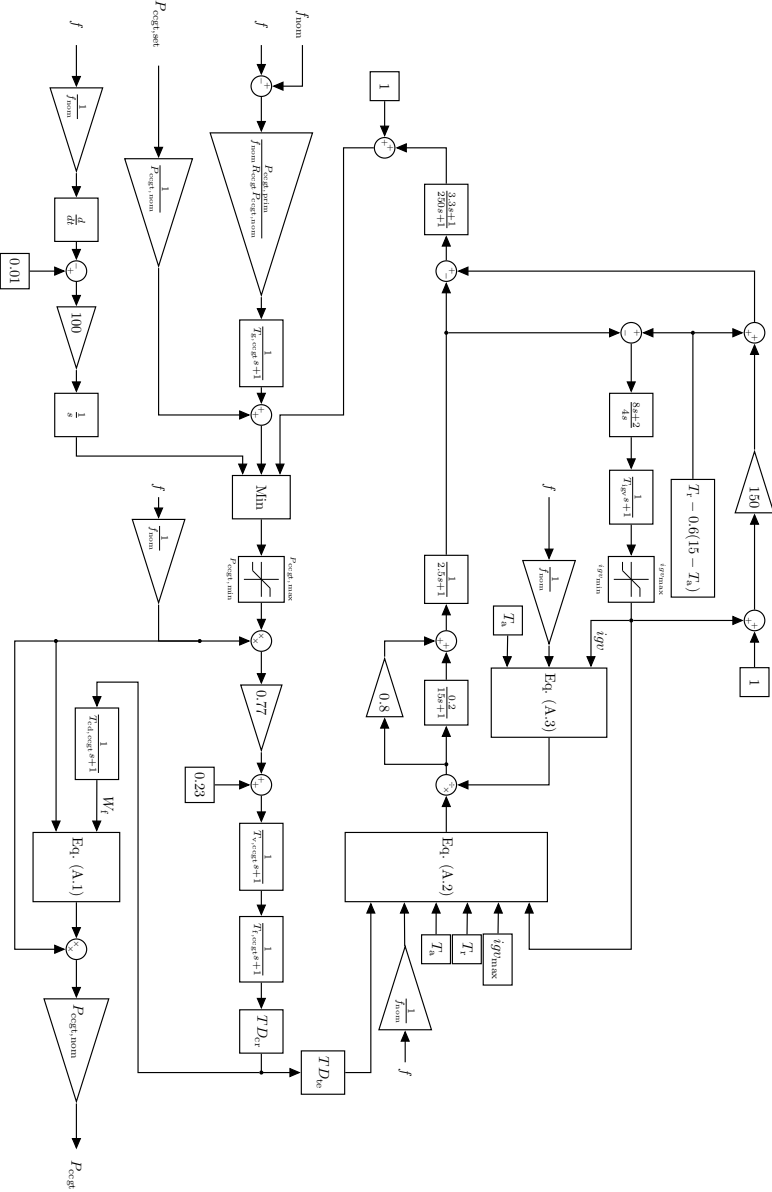 +
+
150
+
+
1
T_r − 0.6(15 − T_a)
+
−
8s+2
4s
1
T_igv s+1
igv_max
igv_min
igv
f
1
f_nom
T_a
Eq. (A.3)
+
−
3.3s+1
250s+1
1
2.5s+1
+
+
0.2
15s+1
÷
×
Eq. (A.2)
igv_max
T_r
T_a
1
f_nom
f
1
+
+
0.8
TD_te
f_nom
f
+
−
P_ccgt,prim
f_nom R_ccgt P_ccgt,nom
1
T_g,ccgt s+1
+
+
Min
P_ccgt,max
P_ccgt,min
×
×
0.77
+
+
0.23
1
T_v,ccgt s+1
1
T_f,ccgt s+1
TD_cr
P_ccgt,set
1
P_ccgt,nom
f
1
f_nom
f
1
f_nom
d
dt
−
+
0.01
100
1
s
1
T_cd,ccgt s+1
W_f
Eq. (A.1)
×
×
P_ccgt,nom
P_ccgt